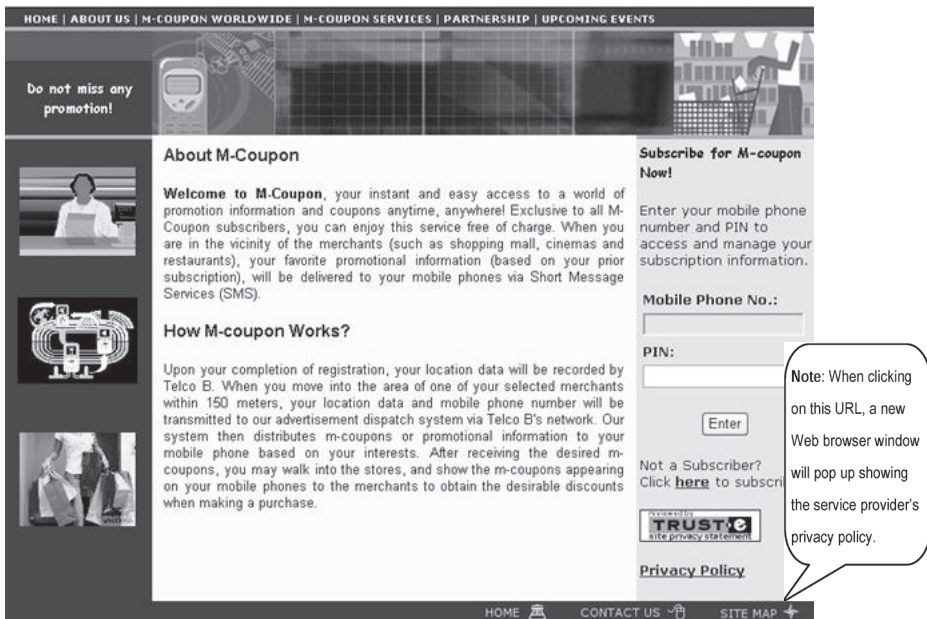 HOME | ABOUT US | M-COUPON WORLDWIDE | M-COUPON SERVICES | PARTNERSHIP | UPCOMING EVENTS
Do not miss any
promotion!
About M-Coupon
Welcome to M-Coupon, your instant and easy access to a world of
promotion information and coupons anytime, anywhere! Exclusive to all M-
Coupon subscribers, you can enjoy this service free of charge. When you
are in the vicinity of the merchants (such as shopping mall, cinemas and
restaurants), your favorite promotional information (based on your prior
subscription), will be delivered to your mobile phones via Short Message
Services (SMS).
How M-coupon Works?
Upon your completion of registration, your location data will be recorded by
Telco B. When you move into the area of one of your selected merchants
within 150 meters, your location data and mobile phone number will be
transmitted to our advertisement dispatch system via Telco B's network. Our
system then distributes m-coupons or promotional information to your
mobile phone based on your interests. After receiving the desired m-
coupons, you may walk into the stores, and show the m-coupons appearing
on your mobile phones to the merchants to obtain the desirable discounts
when making a purchase.
Subscribe for M-coupon
Now!
Enter your mobile phone
number and PIN to
access and manage your
subscription information.
Mobile Phone No.:
PIN:
Enter
Not a Subscriber?
Click here to subscri
reviewed by
TRUST e
site privacy statement
Privacy Policy
Note: When clicking
on this URL, a new
Web browser window
will pop up showing
the service provider's
privacy policy.
HOME CONTACT US SITE MAP